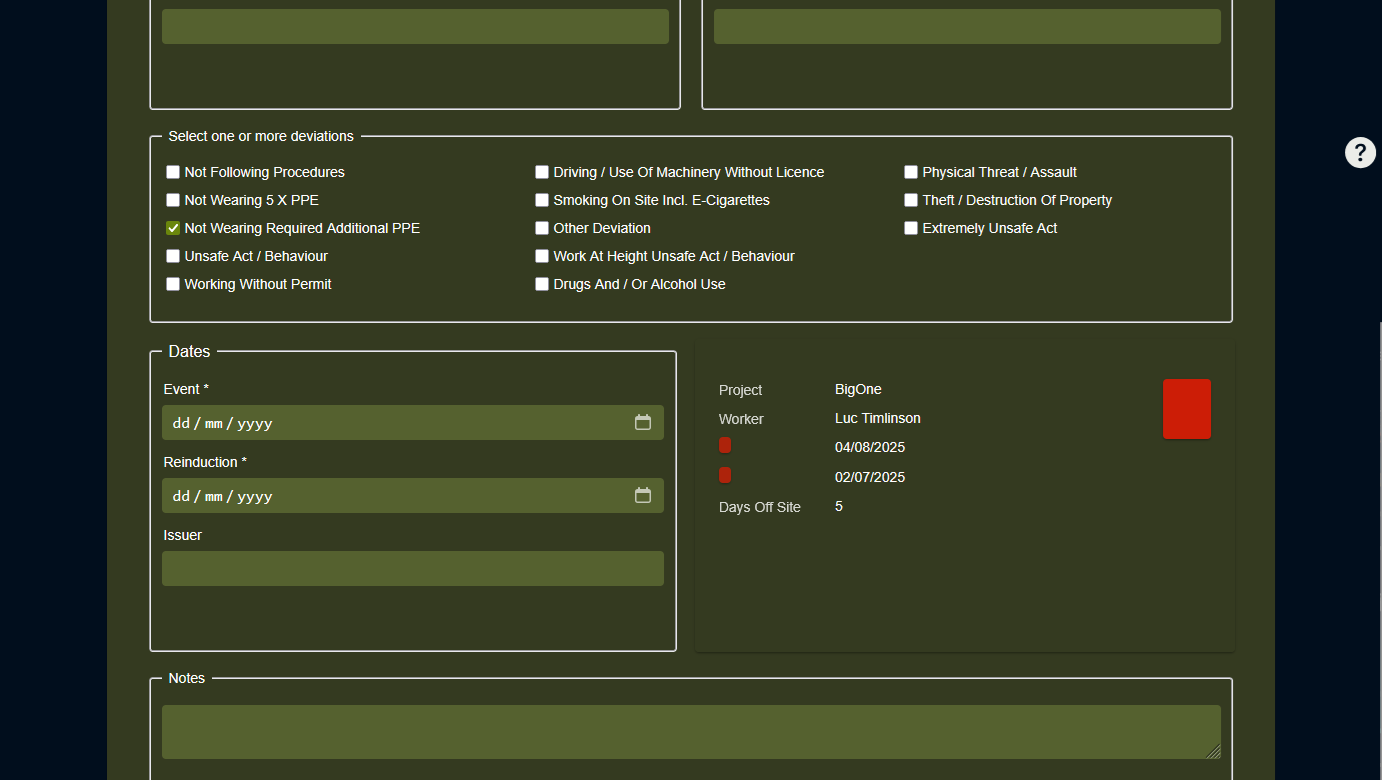 Select one or more deviations
Not Following Procedures
Not Wearing 5 X PPE
Not Wearing Required Additional PPE
Unsafe Act / Behaviour
Working Without Permit
Driving / Use Of Machinery Without Licence
Smoking On Site Incl. E-Cigarettes
Other Deviation
Work At Height Unsafe Act / Behaviour
Drugs And / Or Alcohol Use
Physical Threat / Assault
Theft / Destruction Of Property
Extremely Unsafe Act
?
Dates
Event *
dd/mm/yyyy
Reinduction *
dd/mm/yyyy
Issuer
Project BigOne
Worker Luc Timlinson
04/08/2025
02/07/2025
Days Off Site 5
Notes